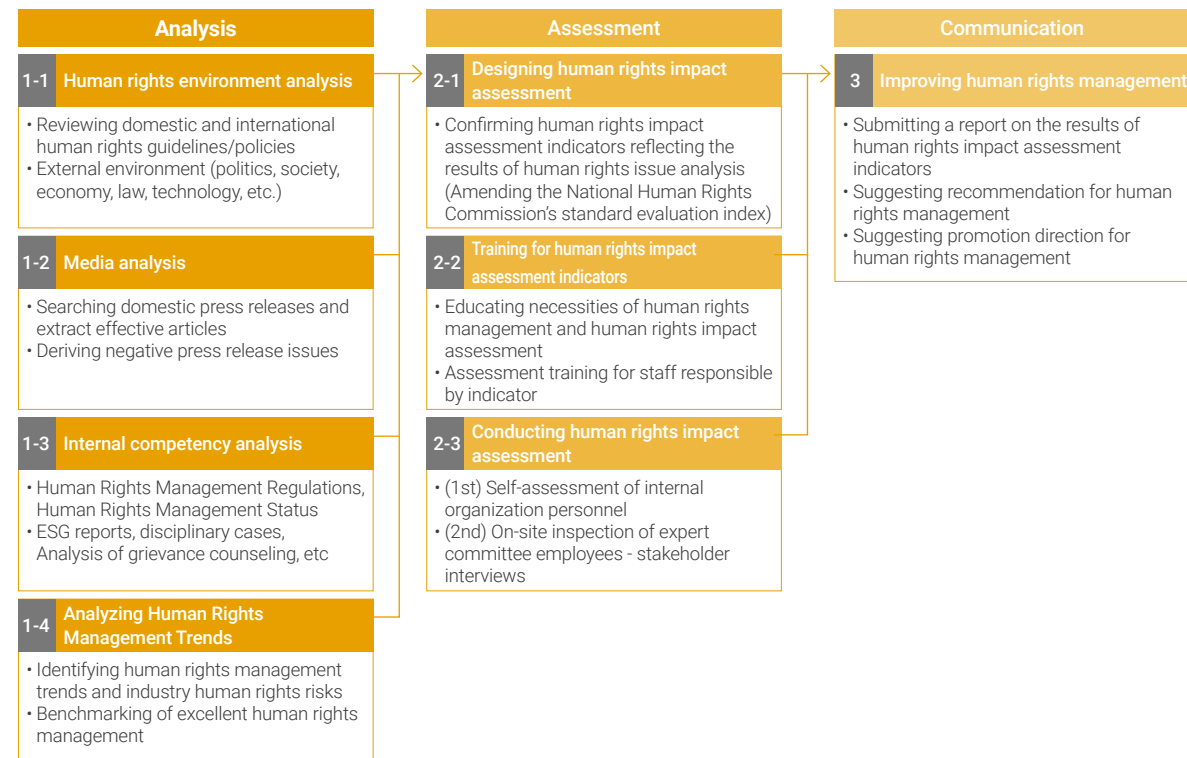 Analysis
1-1 Human rights environment analysis
• Reviewing domestic and international
human rights guidelines/policies
• External environment (politics, society,
economy, law, technology, etc.)
1-2 Media analysis
• Searching domestic press releases and
extract effective articles
• Deriving negative press release issues
1-3 Internal competency analysis
• Human Rights Management Regulations,
Human Rights Management Status
• ESG reports, disciplinary cases,
Analysis of grievance counseling, etc
1-4 Analyzing Human Rights
Management Trends
• Identifying human rights management
trends and industry human rights risks
• Benchmarking of excellent human rights
management
Assessment
2-1 Designing human rights impact
assessment
• Confirming human rights impact
assessment indicators reflecting the
results of human rights issue analysis
(Amending the National Human Rights
Commission's standard evaluation index)
2-2 Training for human rights impact
assessment indicators
• Educating necessities of human rights
management and human rights impact
assessment
• Assessment training for staff responsible
by indicator
2-3 Conducting human rights impact
assessment
• (1st) Self-assessment of internal
organization personnel
• (2nd) On-site inspection of expert
committee employees - stakeholder
interviews
Communication
3 Improving human rights management
• Submitting a report on the results of
human rights impact assessment
indicators
• Suggesting recommendation for human
rights management
• Suggesting promotion direction for
human rights management